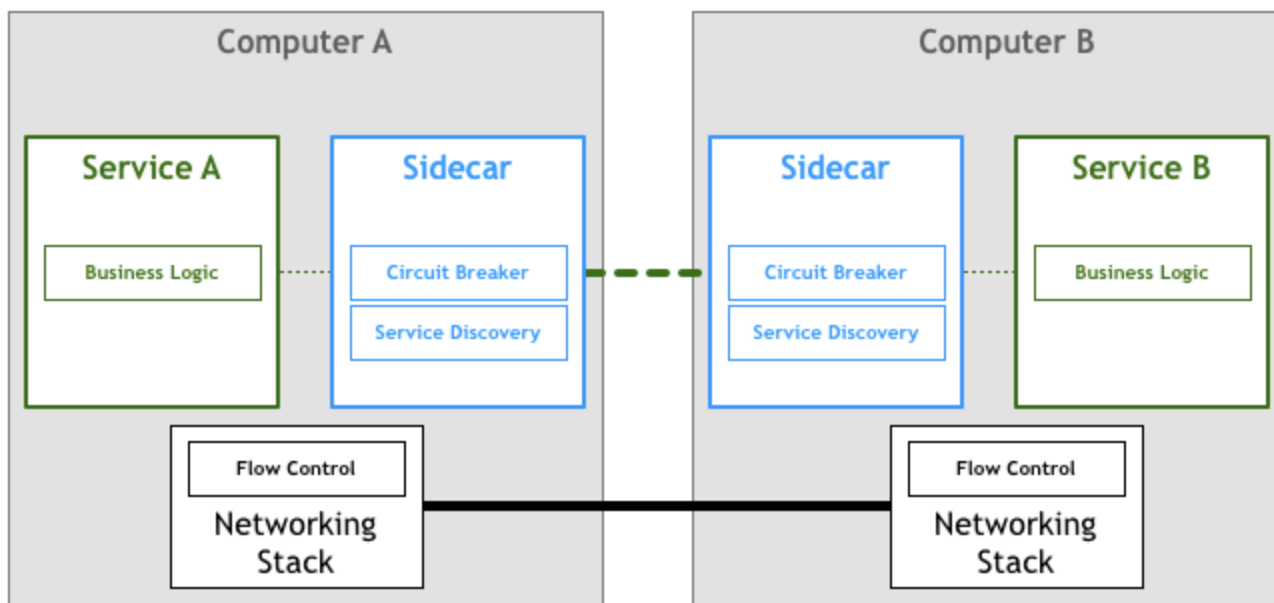 Computer A
Computer B
Service A
Sidecar
Sidecar
Service B
Business Logic
Circuit Breaker
Circuit Breaker
Business Logic
Service Discovery
Service Discovery
Flow Control
Flow Control
Networking
Stack
Networking
Stack